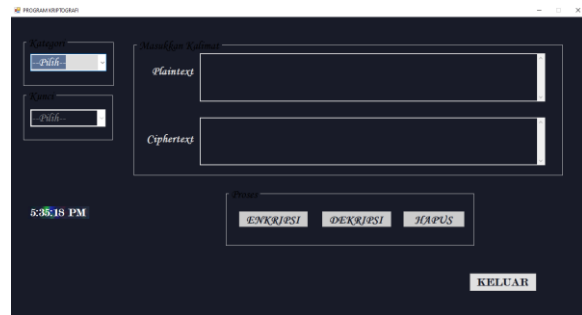 PROGRAM KRIPTOGRAFI
Kategori
--Pilih--
Kunci
--Pilih--
Masukkan Kalimat
Plaintext
Ciphertext
5:35:18 PM
Proses
ENKRIPSI DEKRIPSI HAPUS
KELUAR